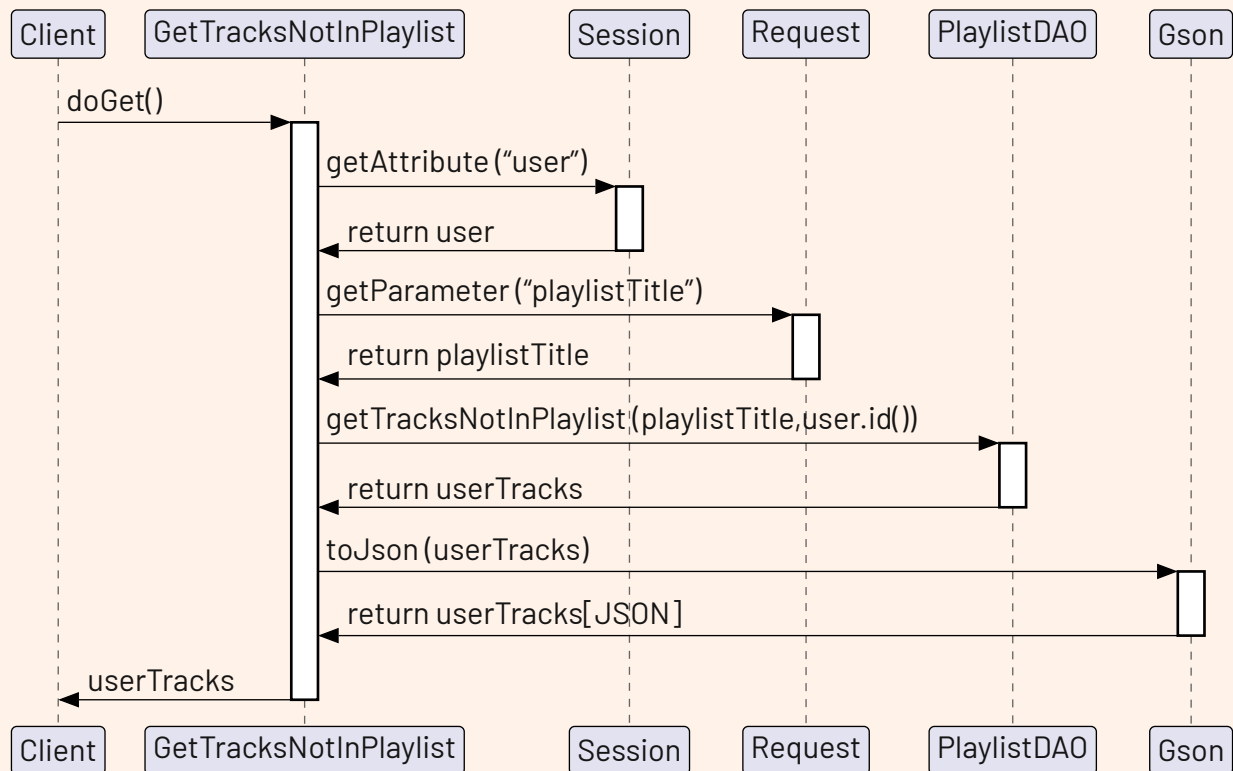 Client GetTracksNotInPlaylist Session Request PlaylistDAO Gson
doGet()
getAttribute (“user”)
return user
getParameter (“playlistTitle”)
return playlistTitle
getTracksNotInPlaylist (playlistTitle,user.id())
return userTracks
toJson (userTracks)
return userTracks[JSON]
userTracks
Client GetTracksNotInPlaylist Session Request PlaylistDAO Gson